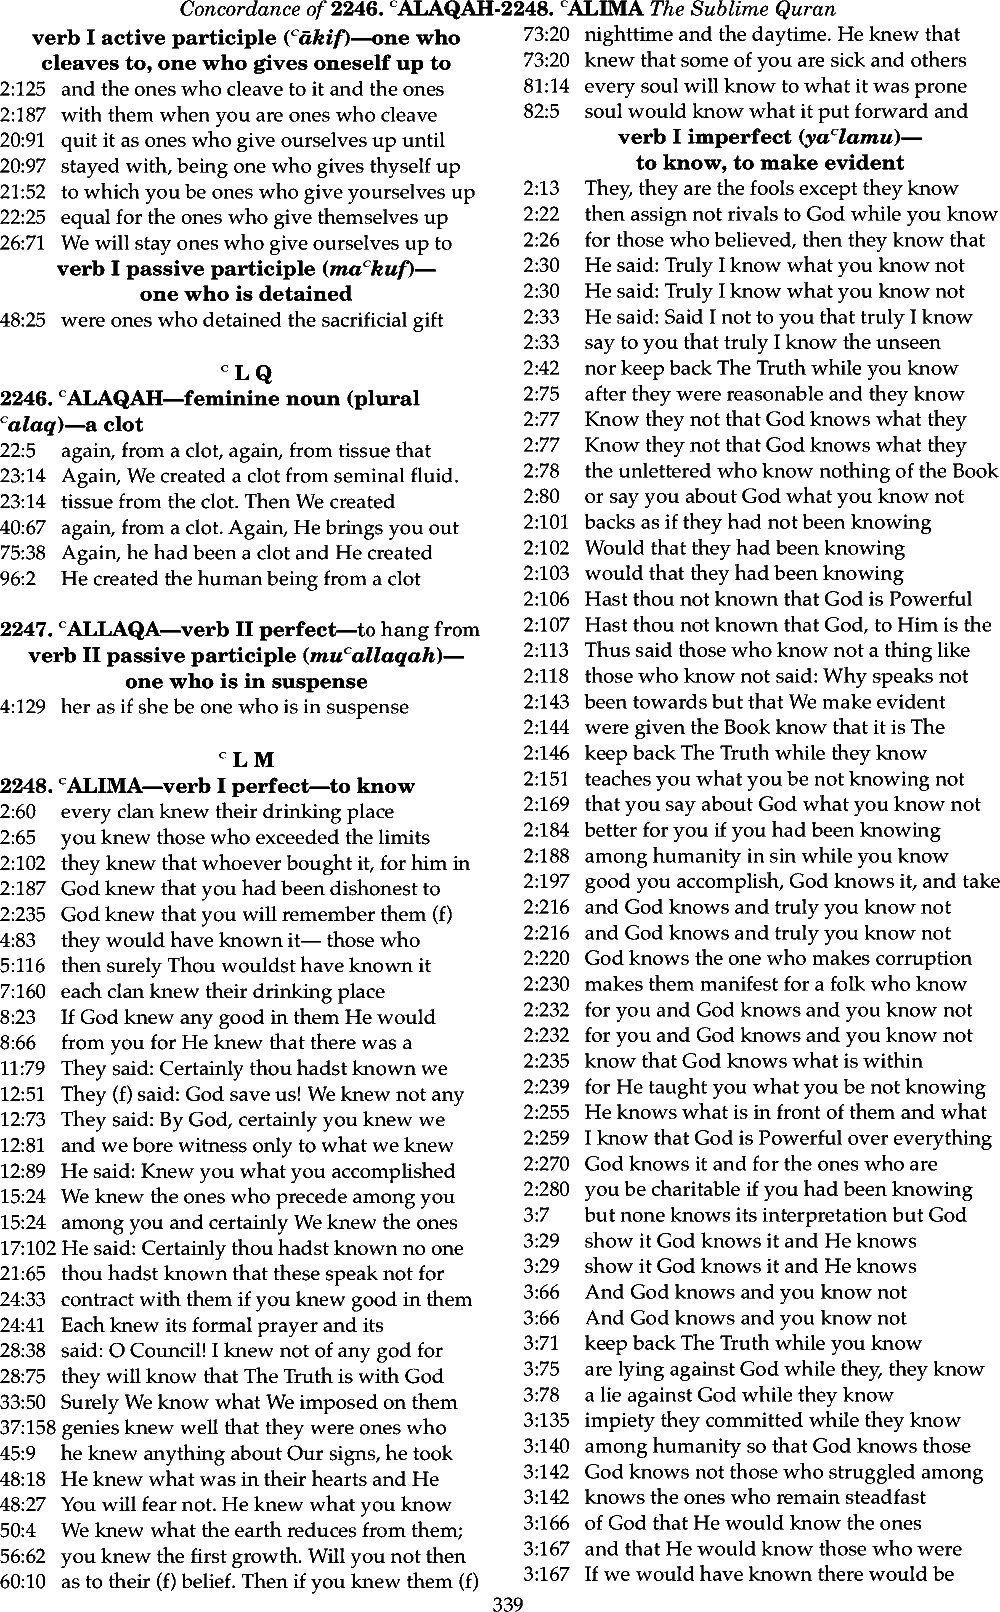 Concordance of 2246. ᶜALAQAH-2248. ᶜALIMA The Sublime Quran
verb I active participle (ᶜākif)—one who
cleaves to, one who gives oneself up to
2:125 and the ones who cleave to it and the ones
2:187 with them when you are ones who cleave
20:91 quit it as ones who give ourselves up until
20:97 stayed with, being one who gives thyself up
21:52 to which you be ones who give yourselves up
22:25 equal for the ones who give themselves up
26:71 We will stay ones who give ourselves up to
verb I passive participle (maᶜkuf)—
one who is detained
48:25 were ones who detained the sacrificial gift
ᶜ L Q
2246. ᶜALAQAH—feminine noun (plural
ᶜalaq)—a clot
22:5 again, from a clot, again, from tissue that
23:14 Again, We created a clot from seminal fluid.
23:14 tissue from the clot. Then We created
40:67 again, from a clot. Again, He brings you out
75:38 Again, he had been a clot and He created
96:2 He created the human being from a clot
2247. ᶜALLAQA—verb II perfect—to hang from
verb II passive participle (muᶜallaqah)—
one who is in suspense
4:129 her as if she be one who is in suspense
ᶜ L M
2248. ᶜALIMA—verb I perfect—to know
2:60 every clan knew their drinking place
2:65 you knew those who exceeded the limits
2:102 they knew that whoever bought it, for him in
2:187 God knew that you had been dishonest to
2:235 God knew that you will remember them (f)
4:83 they would have known it— those who
5:116 then surely Thou wouldst have known it
7:160 each clan knew their drinking place
8:23 If God knew any good in them He would
8:66 from you for He knew that there was a
11:79 They said: Certainly thou hadst known we
12:51 They (f) said: God save us! We knew not any
12:73 They said: By God, certainly you knew we
12:81 and we bore witness only to what we knew
12:89 He said: Knew you what you accomplished
15:24 We knew the ones who precede among you
15:24 among you and certainly We knew the ones
17:102 He said: Certainly thou hadst known no one
21:65 thou hadst known that these speak not for
24:33 contract with them if you knew good in them
24:41 Each knew its formal prayer and its
28:38 said: O Council! I knew not of any god for
28:75 they will know that The Truth is with God
33:50 Surely We know what We imposed on them
37:158 genies knew well that they were ones who
45:9 he knew anything about Our signs, he took
48:18 He knew what was in their hearts and He
48:27 You will fear not. He knew what you know
50:4 We knew what the earth reduces from them;
56:62 you knew the first growth. Will you not then
60:10 as to their (f) belief. Then if you knew them (f)
73:20 nighttime and the daytime. He knew that
73:20 knew that some of you are sick and others
81:14 every soul will know to what it was prone
82:5 soul would know what it put forward and
verb I imperfect (yaᶜlamu)—
to know, to make evident
2:13 They, they are the fools except they know
2:22 then assign not rivals to God while you know
2:26 for those who believed, then they know that
2:30 He said: Truly I know what you know not
2:30 He said: Truly I know what you know not
2:33 He said: Said I not to you that truly I know
2:33 say to you that truly I know the unseen
2:42 nor keep back The Truth while you know
2:75 after they were reasonable and they know
2:77 Know they not that God knows what they
2:77 Know they not that God knows what they
2:78 the unlettered who know nothing of the Book
2:80 or say you about God what you know not
2:101 backs as if they had not been knowing
2:102 Would that they had been knowing
2:103 would that they had been knowing
2:106 Hast thou not known that God is Powerful
2:107 Hast thou not known that God, to Him is the
2:113 Thus said those who know not a thing like
2:118 those who know not said: Why speaks not
2:143 been towards but that We make evident
2:144 were given the Book know that it is The
2:146 keep back The Truth while they know
2:151 teaches you what you be not knowing not
2:169 that you say about God what you know not
2:184 better for you if you had been knowing
2:188 among humanity in sin while you know
2:197 good you accomplish, God knows it, and take
2:216 and God knows and truly you know not
2:216 and God knows and truly you know not
2:220 God knows the one who makes corruption
2:230 makes them manifest for a folk who know
2:232 for you and God knows and you know not
2:232 for you and God knows and you know not
2:235 know that God knows what is within
2:239 for He taught you what you be not knowing
2:255 He knows what is in front of them and what
2:259 I know that God is Powerful over everything
2:270 God knows it and for the ones who are
2:280 you be charitable if you had been knowing
3:7 but none knows its interpretation but God
3:29 show it God knows it and He knows
3:29 show it God knows it and He knows
3:66 And God knows and you know not
3:66 And God knows and you know not
3:71 keep back The Truth while you know
3:75 are lying against God while they, they know
3:78 a lie against God while they know
3:135 impiety they committed while they know
3:140 among humanity so that God knows those
3:142 God knows not those who struggled among
3:142 knows the ones who remain steadfast
3:166 of God that He would know the ones
3:167 and that He would know those who were
3:167 If we would have known there would be
339